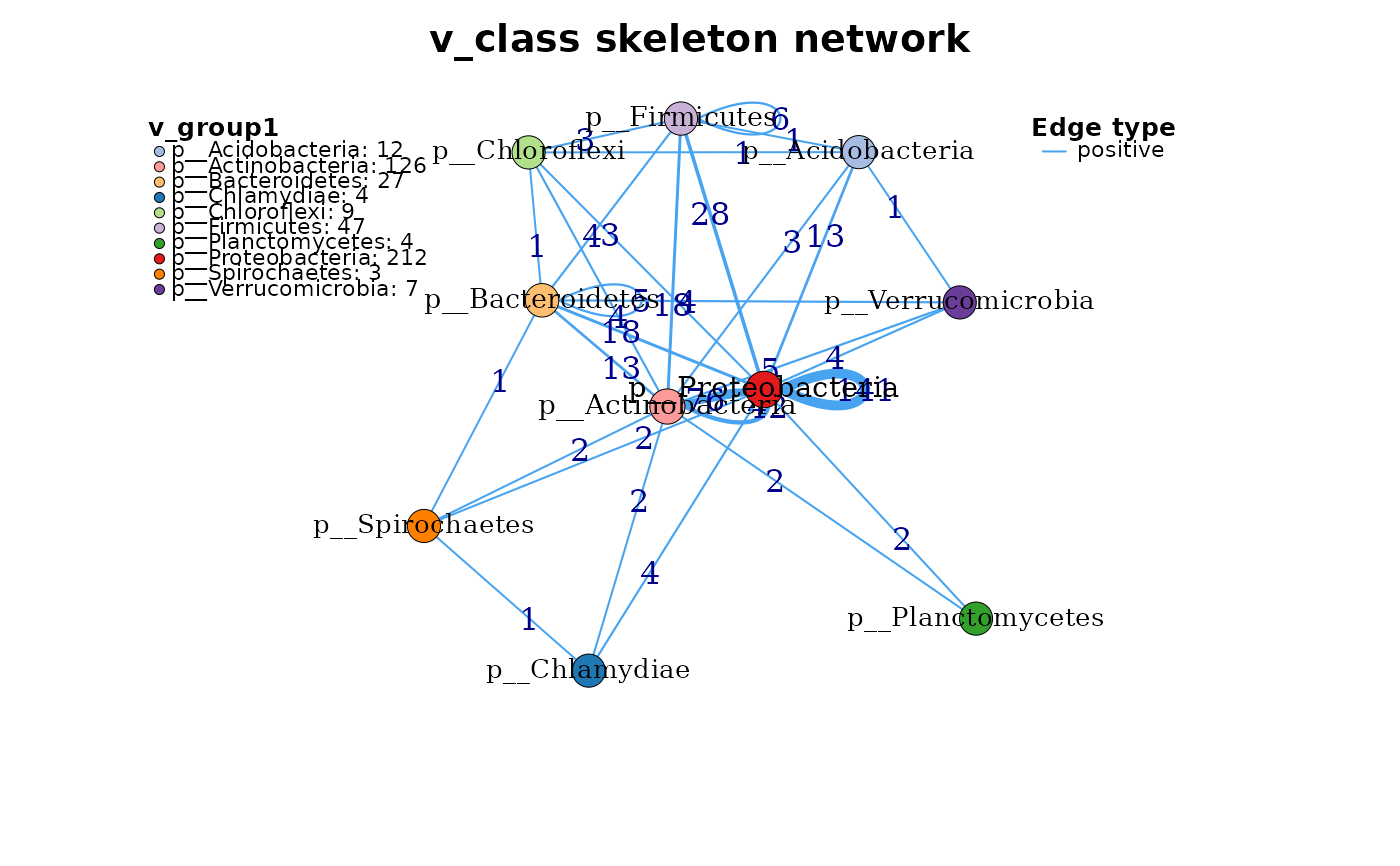 v_class skeleton network
v_group1
p__Acidobacteria: 12
p__Actinobacteria: 126
p__Bacteroidetes: 27
p__Chlamydiae: 4
p__Chloroflexi: 9
p__Firmicutes: 47
p__Planctomycetes: 4
p__Proteobacteria: 212
p__Spirochaetes: 3
p__Verrucomicrobia: 7
Edge type
positive
p__Firmicutes
6
3
1
p__Chloroflexi
1
p__Acidobacteria
1
28
43
3
13
1
p__Bacteroidetes
5
18
4
p__Verrucomicrobia
4
18
13
5
4
p__Proteobacteria
141
p__Actinobacteria
76
42
2
2
2
2
2
p__Spirochaetes
4
1
p__Planctomycetes
1
p__Chlamydiae